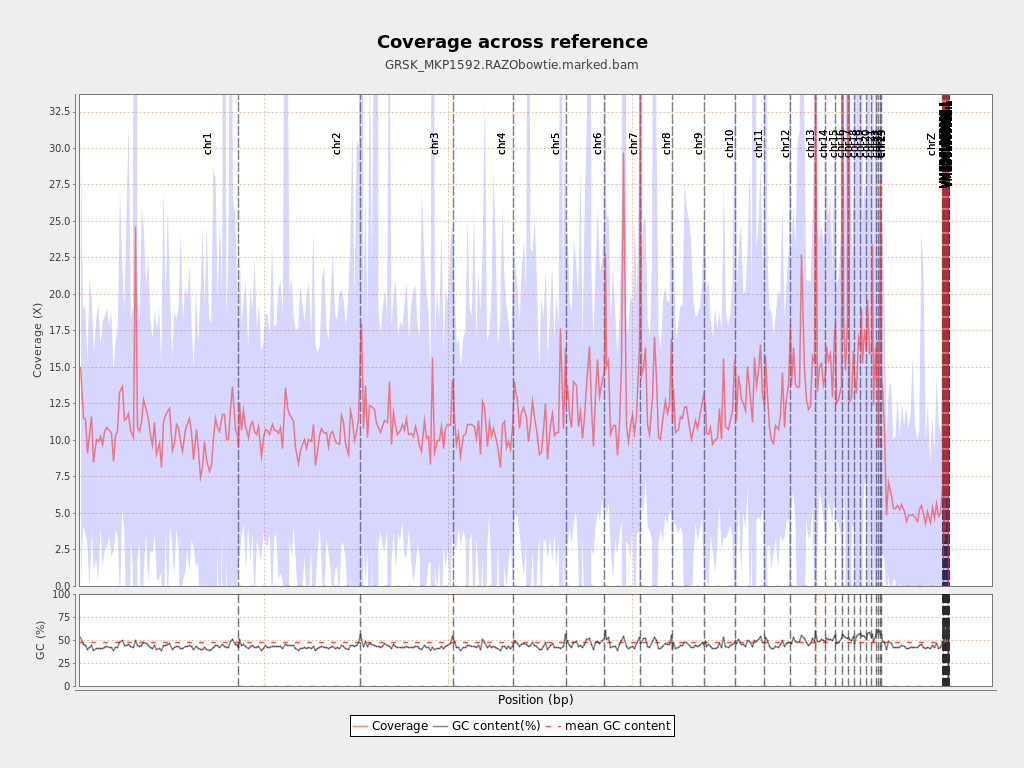 Coverage across reference
GRSK_MKP1592.RAZObowtie.marked.bam
Coverage (X)
32.5
30.0
27.5
25.0
22.5
20.0
17.5
15.0
12.5
10.0
7.5
5.0
2.5
0.0
chr1
chr2
chr3
chr4
chr5
chr6
chr7
chr8
chr9
chr10
chr11
chr12
chr13
chr14
chr15
chrZ
GC (%)
100
75
50
25
0
Position (bp)
Coverage GC content(%) mean GC content